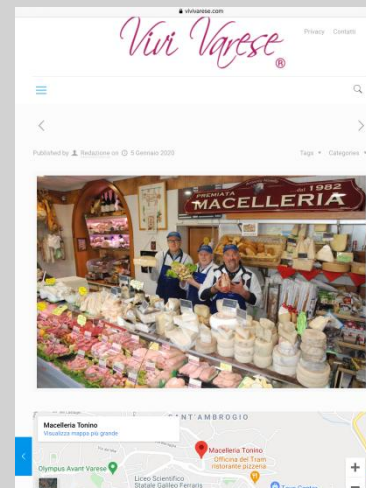 vivivarese.com
Vivi Varese ®
Privacy Contatti
Published by Redazione on 5 Gennaio 2020
Tags Categories
PREMIATA
dal 1982
MACELLERIA
SANT'AMBROGIO
Macelleria Tonino
Visualizza mappa più grande
Macelleria Tonino
Officina del Tram
ristorante pizzeria
Olympus Avant Varese
Liceo Scientifico
Statale Galileo Ferraris